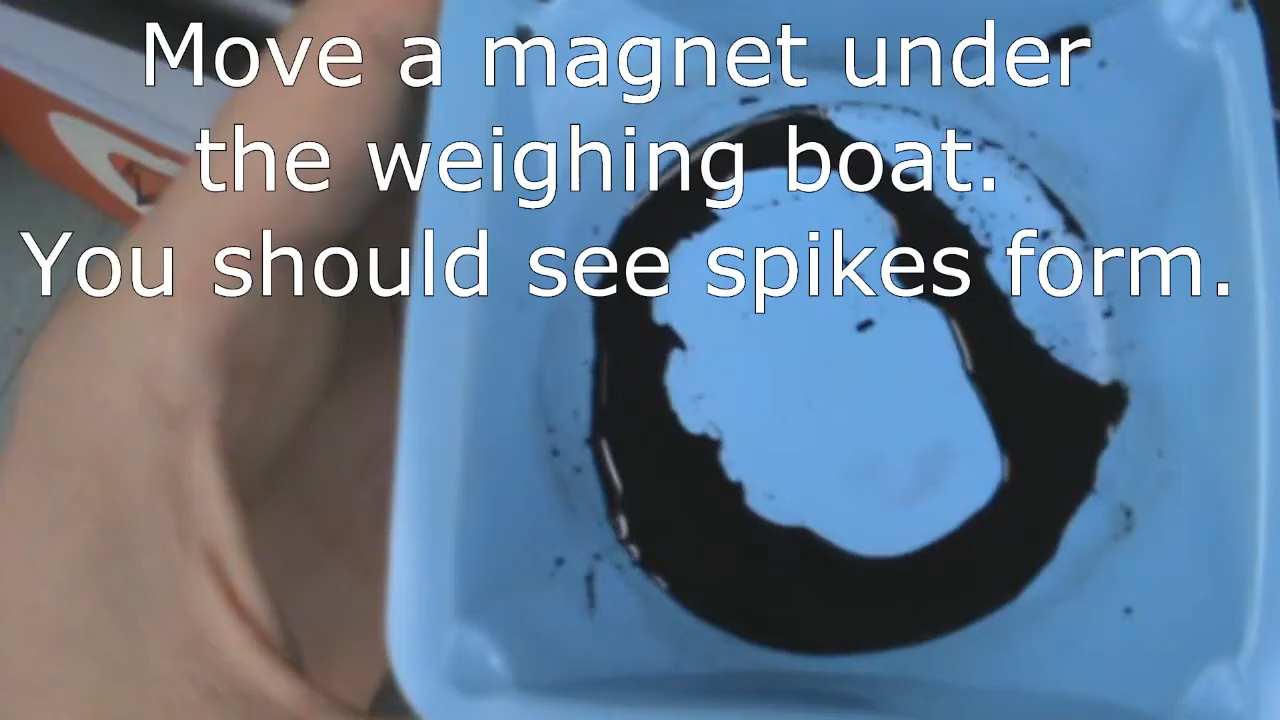 Move a magnet under
the weighing boat.
You should see spikes form.